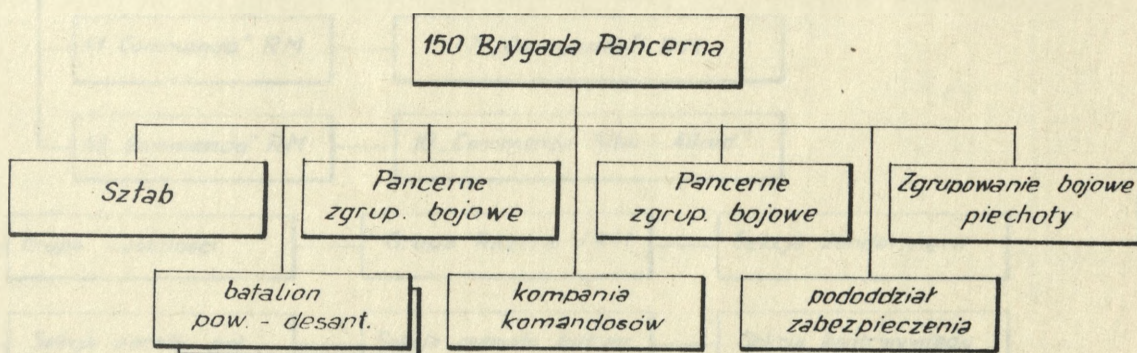 150 Brygada Pancerna
Sztab
Pancerne
zgrup. bojowe
Pancerne
zgrup. bojowe
Zgrupowanie bojowe
piechoty
batalion
pow. - desant.
kompania
komandosów
pododdział
zabezpieczenia